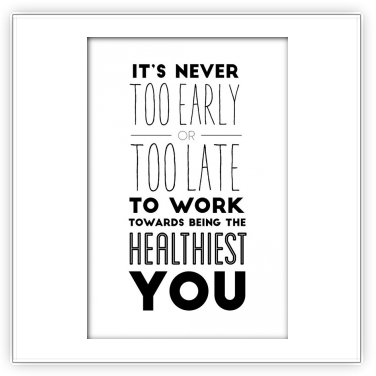 IT'S NEVER
TOO EARLY
OR
TOO LATE
TO WORK
TOWARDS BEING THE
HEALTHIEST
YOU